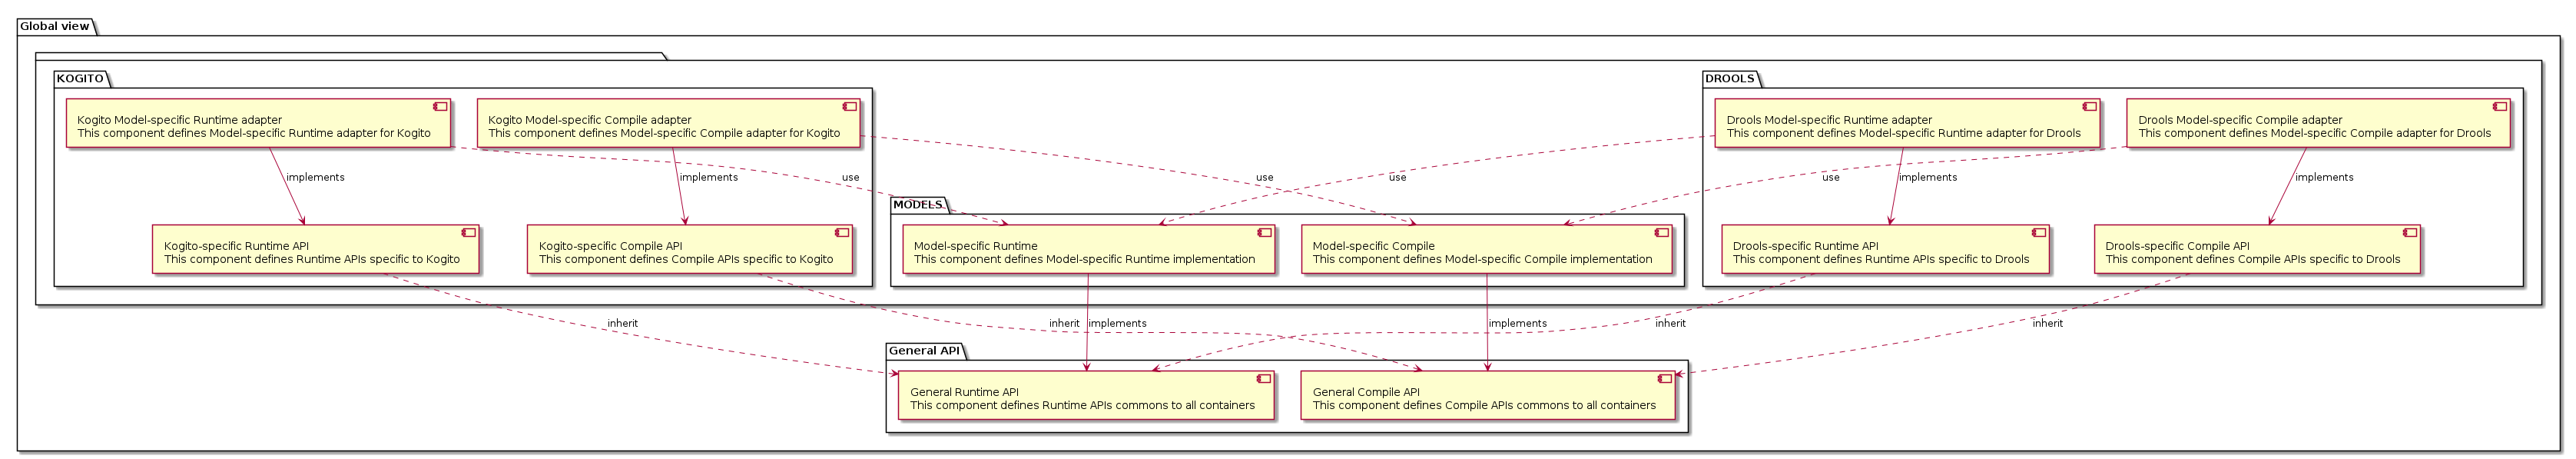 Global view
KOGITO
DROOLS
Kogito Model-specific Runtime adapter
This component defines Model-specific Runtime adapter for Kogito
Kogito Model-specific Compile adapter
This component defines Model-specific Compile adapter for Kogito
Drools Model-specific Runtime adapter
This component defines Model-specific Runtime adapter for Drools
Drools Model-specific Compile adapter
This component defines Model-specific Compile adapter for Drools
implements
implements
use
use
use
use
implements
implements
MODELS
Kogito-specific Runtime API
This component defines Runtime APIs specific to Kogito
Kogito-specific Compile API
This component defines Compile APIs specific to Kogito
Model-specific Runtime
This component defines Model-specific Runtime implementation
Model-specific Compile
This component defines Model-specific Compile implementation
Drools-specific Runtime API
This component defines Runtime APIs specific to Drools
Drools-specific Compile API
This component defines Compile APIs specific to Drools
inherit
inherit
implements
implements
inherit
inherit
General API
General Runtime API
This component defines Runtime APIs commons to all containers
General Compile API
This component defines Compile APIs commons to all containers